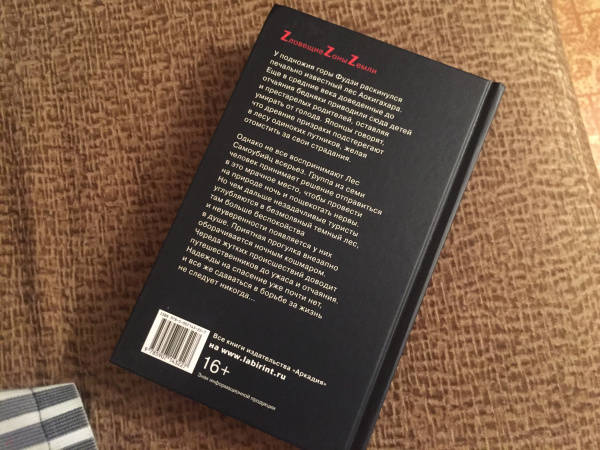 Zловещие Zоны Zемли
У подножия горы Фудзи раскинулся
печально известный лес Аокигахара.
Еще в средние века доведенные до
отчаяния бедняки приводили сюда детей
и престарелых родителей, оставляя
умирать от голода. Японцы говорят,
что древние призраки подстерегают
в лесу одиноких путников, желая
отомстить за свои страдания.
Однако не все воспринимают Лес
Самоубийц всерьез. Группа из семи
человек принимает решение отправиться
в это мрачное место, чтобы провести
на природе ночь и пощекотать нервы.
Но чем дальше незадачливые туристы
углубляются в безмолвный темный лес,
там больше беспокойства
и неуверенности появляется у них
в душе. Приятная прогулка внезапно
оборачивается ночным кошмаром.
Череда жутких происшествий доводит
путешественников до ужаса и отчаяния.
Надежды на спасение уже почти нет,
и все же сдаваться в борьбе за жизнь
не следует никогда...
Все книги издательства «Аркадия»
на www.labirint.ru
16+
Знак информационной продукции